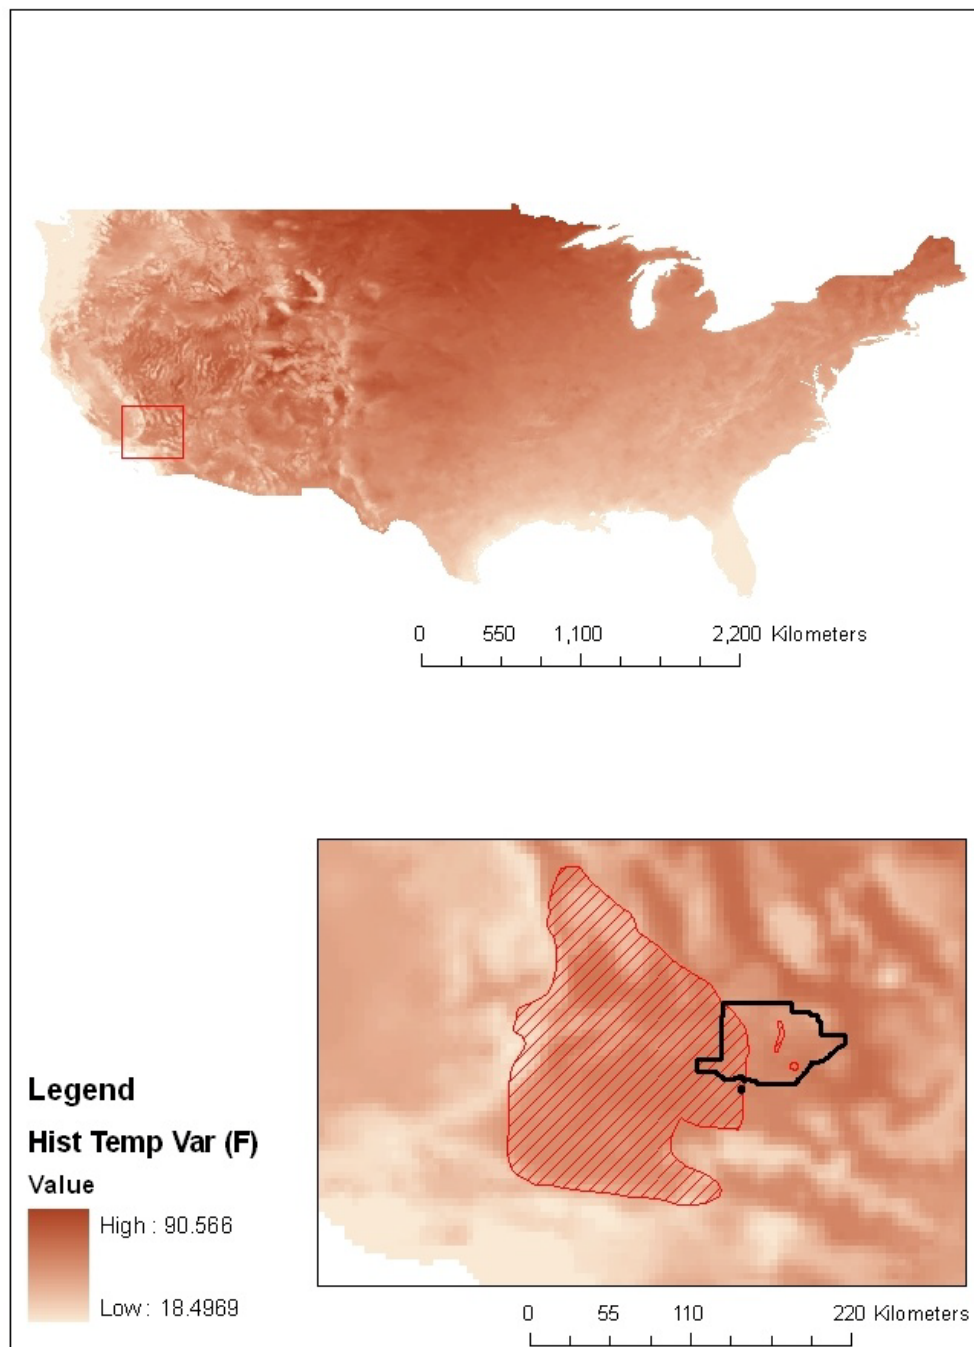 0 550 1,100 2,200 Kilometers
Legend
Hist Temp Var (F)
Value
High : 90.566
Low : 18.4969
0 55 110 220 Kilometers